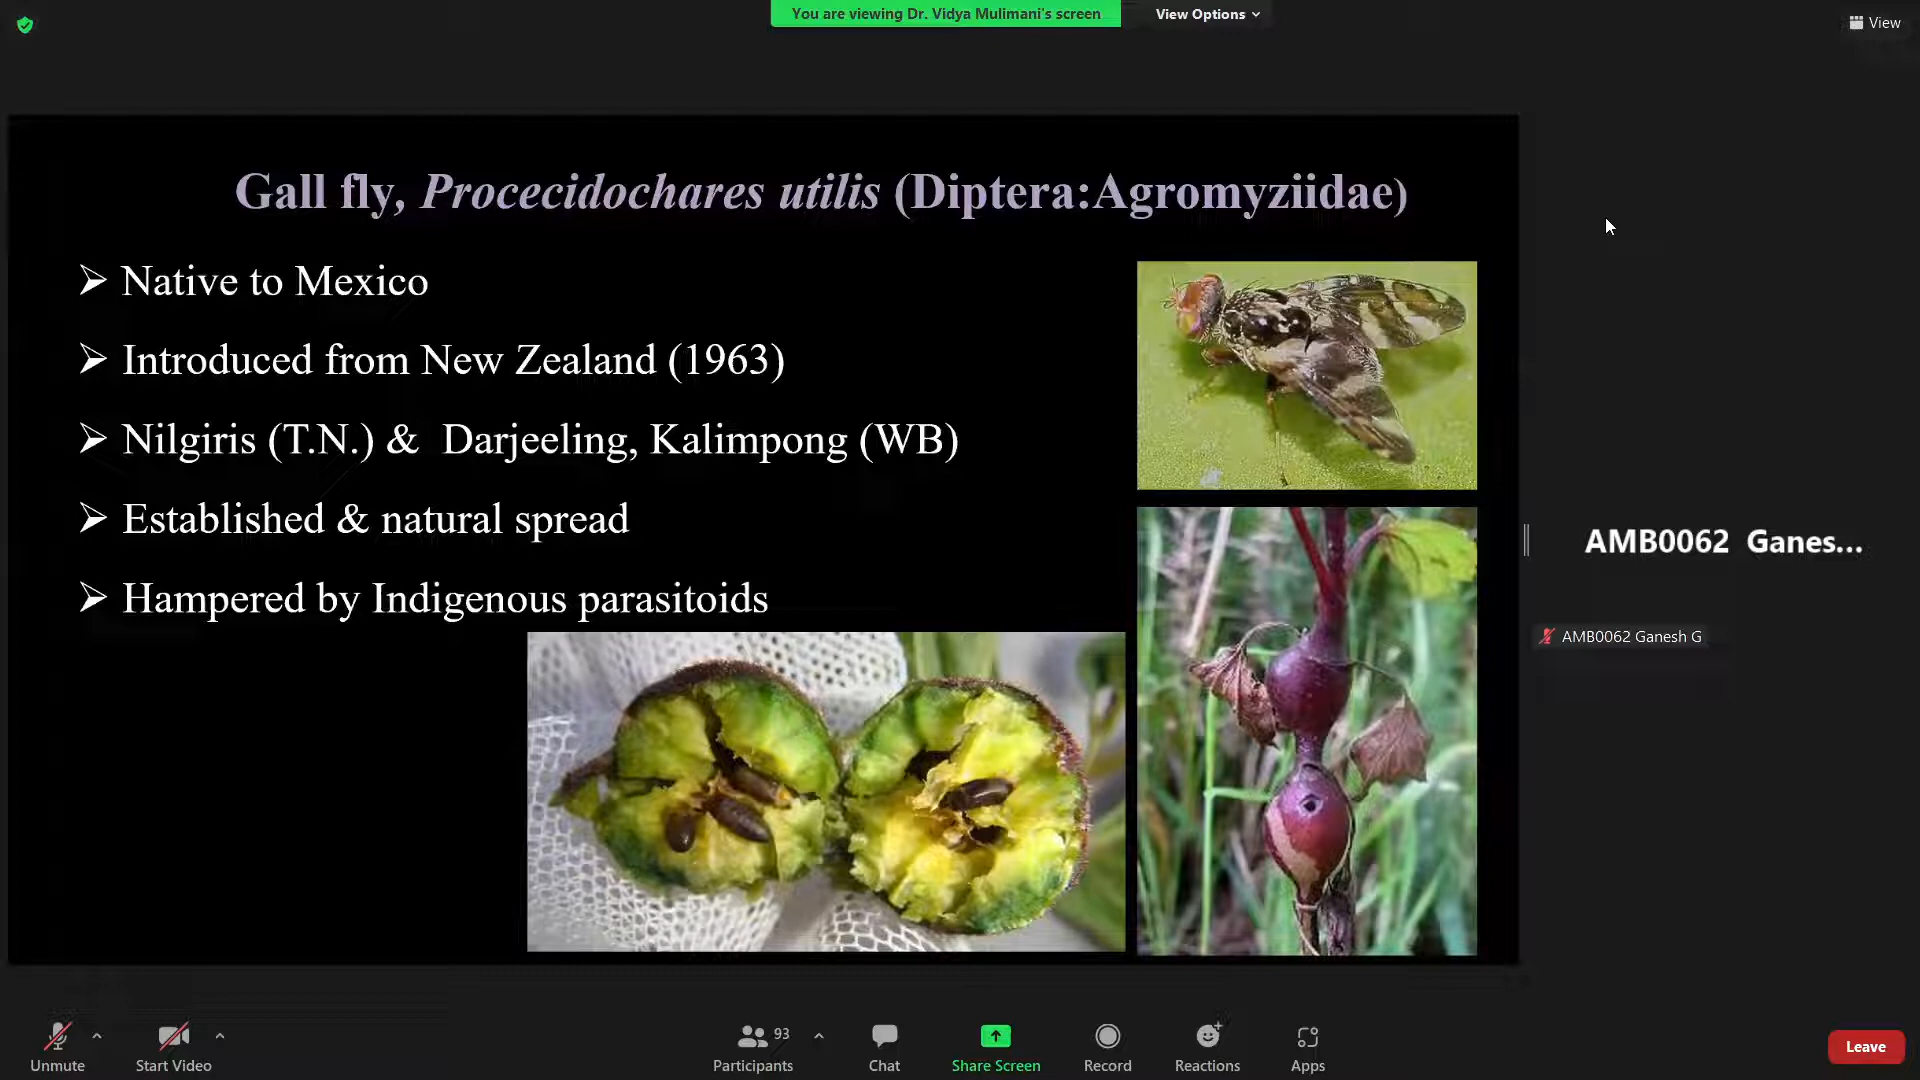 You are viewing Dr. Vidya Mulimani's screen
View Options
View
Gall fly, Procecidochares utilis (Diptera:Agromyziidae)
Native to Mexico
Introduced from New Zealand (1963)
Nilgiris (T.N.) & Darjeeling, Kalimpong (WB)
Established & natural spread
Hampered by Indigenous parasitoids
AMB0062 Ganes...
AMB0062 Ganesh G
Unmute
Start Video
93
Participants
Chat
Share Screen
Record
Reactions
Apps
Leave